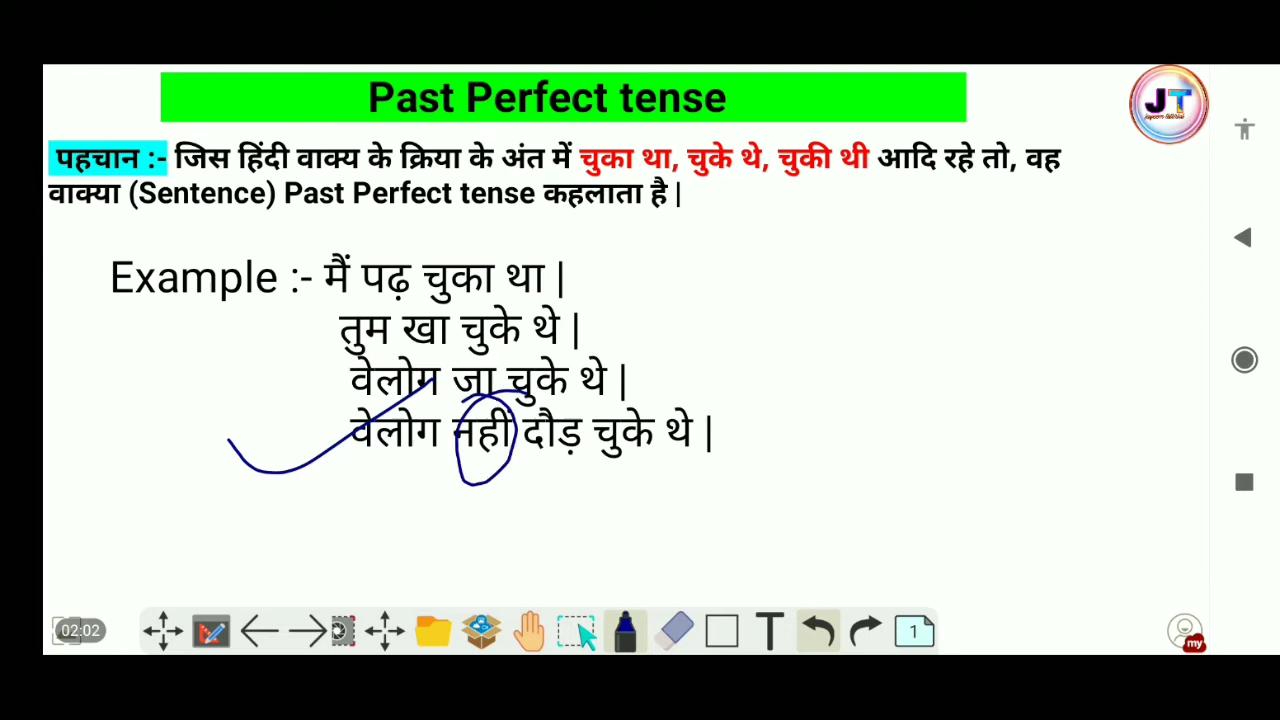 Past Perfect tense
JT
पहचान :- जिस हिंदी वाक्य के क्रिया के अंत में चुका था, चुके थे, चुकी थी आदि रहे तो, वह
वाक्या (Sentence) Past Perfect tense कहलाता है |
Example :- मैं पढ़ चुका था |
तुम खा चुके थे |
वेलोग जा चुके थे |
वेलोग नहीं दौड़ चुके थे |
02:02
T
1
my